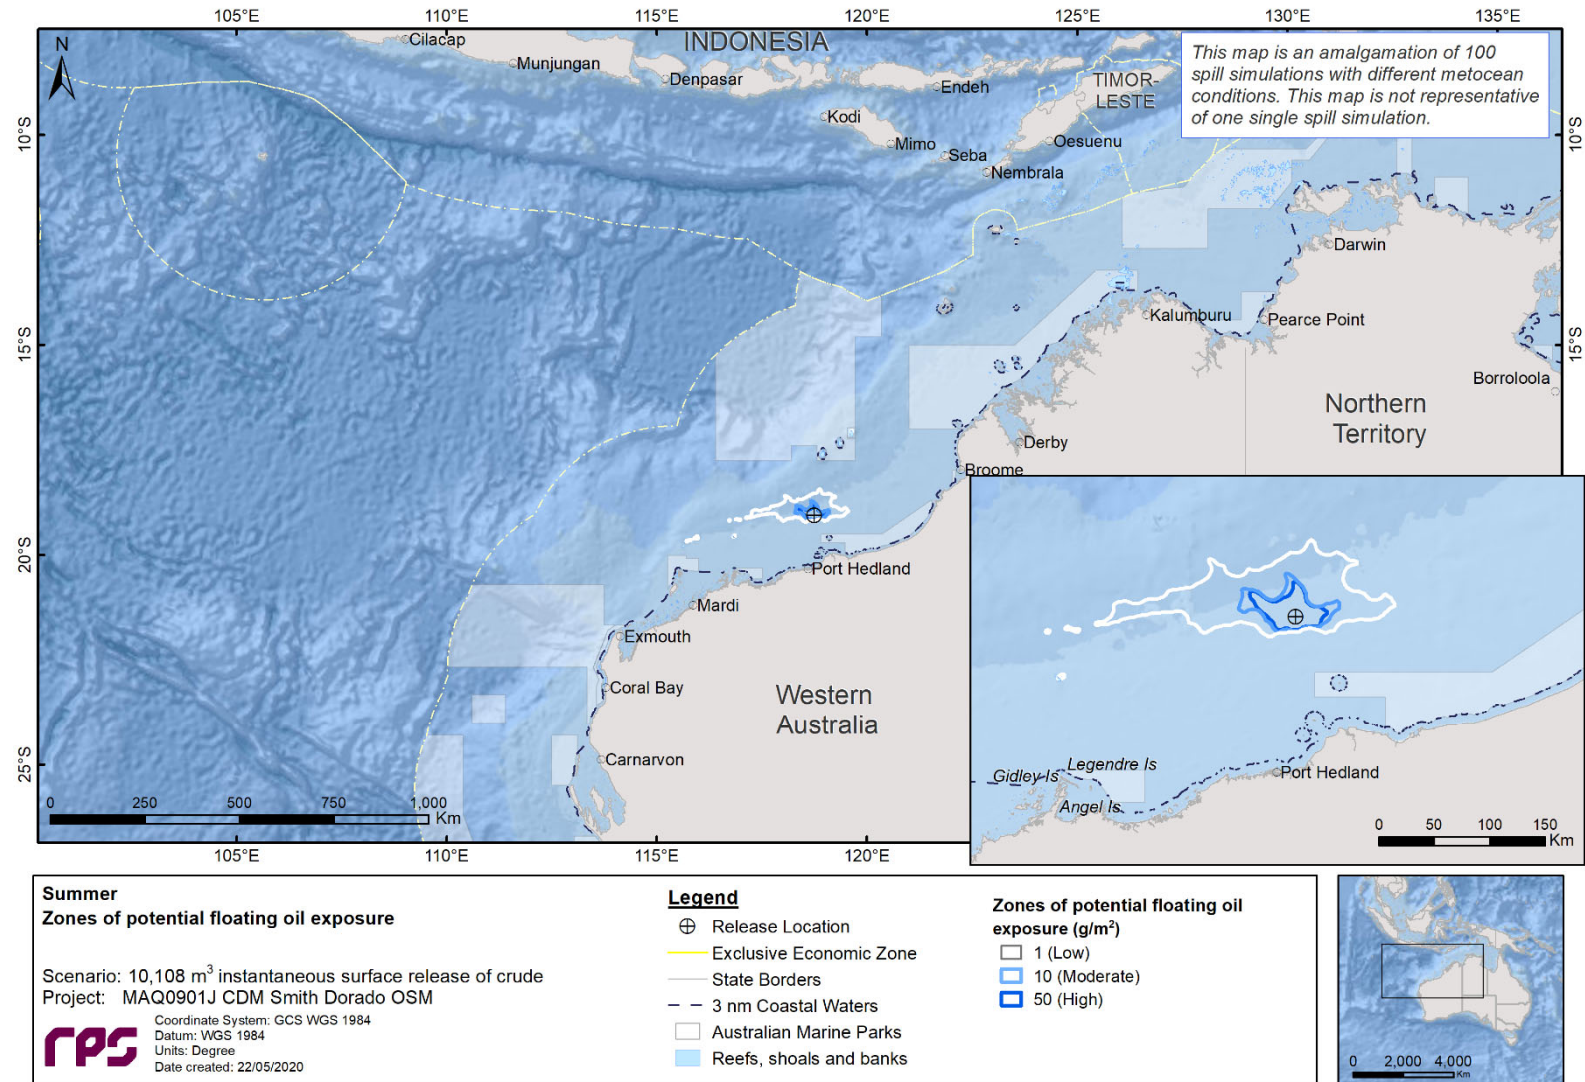 105°E 110°E 115°E 120°E 125°E 130°E 135°E
N
INDONESIA
Cilacap
Munjungan
Denpasar
Endeh
TIMOR-
LESTE
This map is an amalgamation of 100
spill simulations with different metocean
conditions. This map is not representative
of one single spill simulation.
Kodi
Mimo
Seba
Oesuenu
Nembrala
10°S 10°S
Darwin
Kalumburu
Pearce Point
15°S 15°S
Borroloola
Northern
Territory
Derby
Broome
20°S
Port Hedland
Mardi
Exmouth
Coral Bay
Western
Australia
Carnarvon
25°S
0 250 500 750 1,000
Km
105°E 110°E 115°E 120°E
Legendre Is
Gidley Is
Port Hedland
Angel Is
0 50 100 150
Km
Summer
Zones of potential floating oil exposure
Scenario: 10,108 m³ instantaneous surface release of crude
Project: MAQ0901J CDM Smith Dorado OSM
rps
Coordinate System: GCS WGS 1984
Datum: WGS 1984
Units: Degree
Date created: 22/05/2020
Legend
Release Location
Exclusive Economic Zone
State Borders
3 nm Coastal Waters
Australian Marine Parks
Reefs, shoals and banks
Zones of potential floating oil
exposure (g/m²)
1 (Low)
10 (Moderate)
50 (High)
0 2,000 4,000
Km